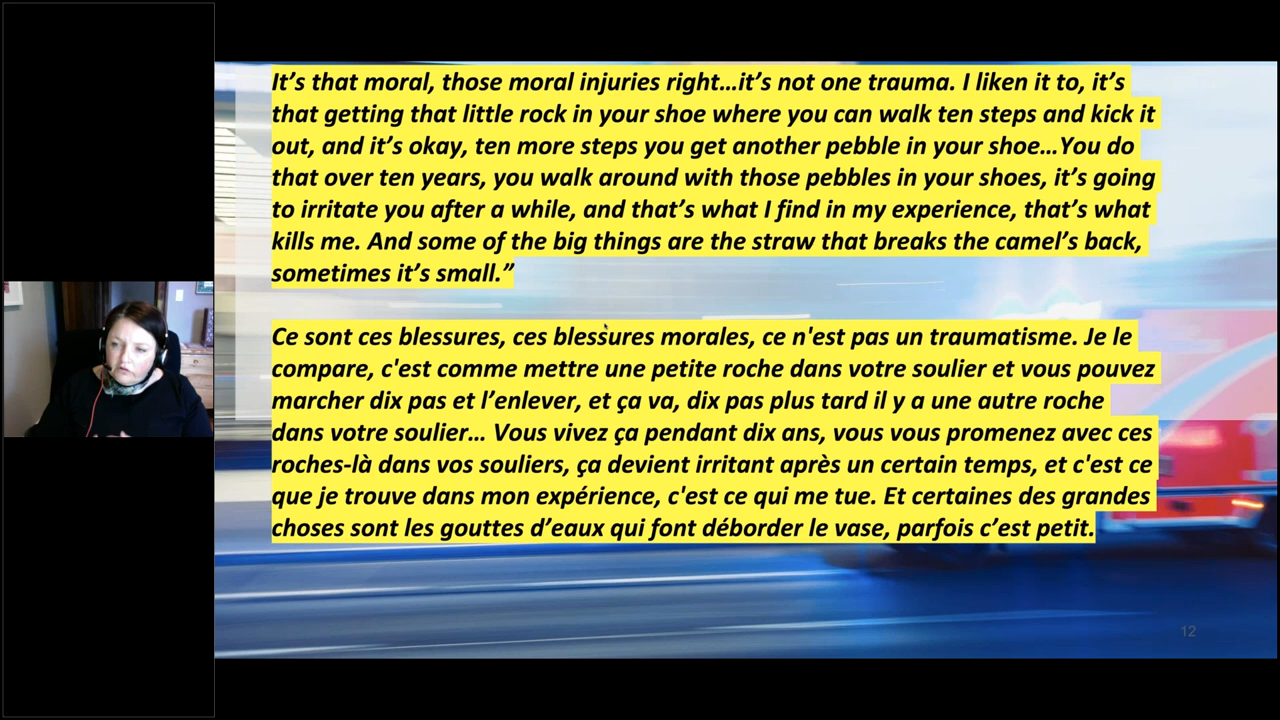 It’s that moral, those moral injuries right…it’s not one trauma. I liken it to, it’s
that getting that little rock in your shoe where you can walk ten steps and kick it
out, and it’s okay, ten more steps you get another pebble in your shoe…You do
that over ten years, you walk around with those pebbles in your shoes, it’s going
to irritate you after a while, and that’s what I find in my experience, that’s what
kills me. And some of the big things are the straw that breaks the camel’s back,
sometimes it’s small.”
Ce sont ces blessures, ces blessures morales, ce n'est pas un traumatisme. Je le
compare, c'est comme mettre une petite roche dans votre soulier et vous pouvez
marcher dix pas et l’enlever, et ça va, dix pas plus tard il y a une autre roche
dans votre soulier… Vous vivez ça pendant dix ans, vous vous promenez avec ces
roches-là dans vos souliers, ça devient irritant après un certain temps, et c'est ce
que je trouve dans mon expérience, c'est ce qui me tue. Et certaines des grandes
choses sont les gouttes d’eaux qui font déborder le vase, parfois c’est petit.
12